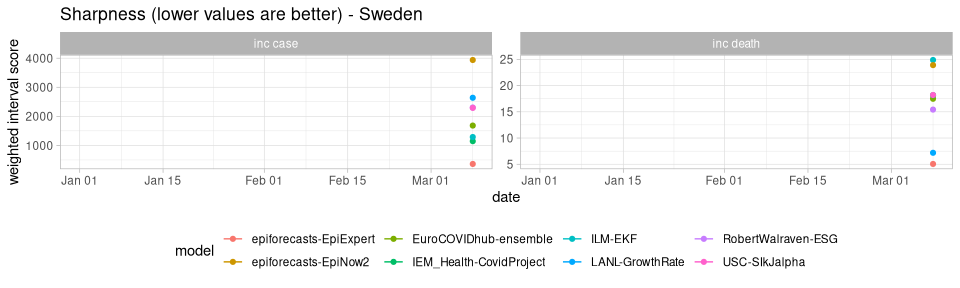 Sharpness (lower values are better) - Sweden
inc case
inc death
weighted interval score
4000
3000
2000
1000
25
20
15
10
5
Jan 01
Jan 15
Feb 01
Feb 15
Mar 01
Jan 01
Jan 15
Feb 01
Feb 15
Mar 01
date
model
epiforecasts-EpiExpert
EuroCOVIDhub-ensemble
ILM-EKF
RobertWalraven-ESG
epiforecasts-EpiNow2
IEM_Health-CovidProject
LANL-GrowthRate
USC-SIkJalpha